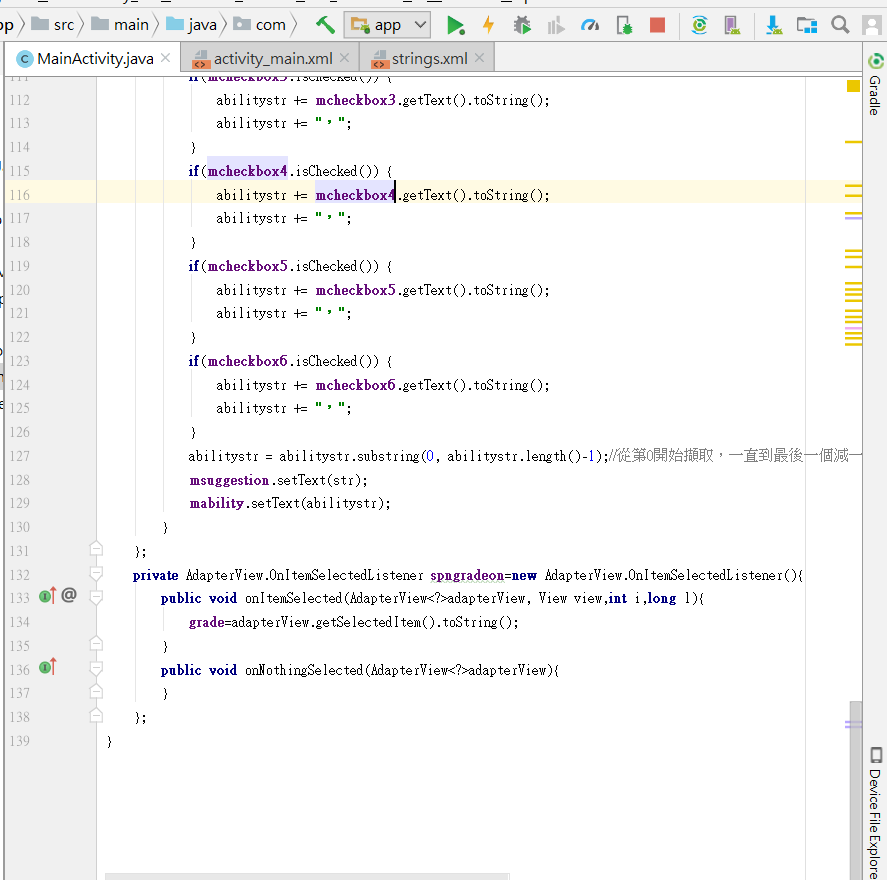 src main java com app
MainActivity.java activity_main.xml strings.xml
112 abilitystr += mcheckbox3.getText().toString();
113 abilitystr += "，";
114 }
115 if(mcheckbox4.isChecked()) {
116 abilitystr += mcheckbox4.getText().toString();
117 abilitystr += "，";
118 }
119 if(mcheckbox5.isChecked()) {
120 abilitystr += mcheckbox5.getText().toString();
121 abilitystr += "，";
122 }
123 if(mcheckbox6.isChecked()) {
124 abilitystr += mcheckbox6.getText().toString();
125 abilitystr += "，";
126 }
127 abilitystr = abilitystr.substring(0, abilitystr.length()-1);//從第0開始擷取，一直到最後一個減一
128 msuggestion.setText(str);
129 mability.setText(abilitystr);
130 }
131 };
132 private AdapterView.OnItemSelectedListener spngradeon=new AdapterView.OnItemSelectedListener(){
133 @ public void onItemSelected(AdapterView<?>adapterView, View view,int i,long l){
134 grade=adapterView.getSelectedItem().toString();
135 }
136 public void onNothingSelected(AdapterView<?>adapterView){
137 }
138 };
139 }
Gradle
Device File Explore